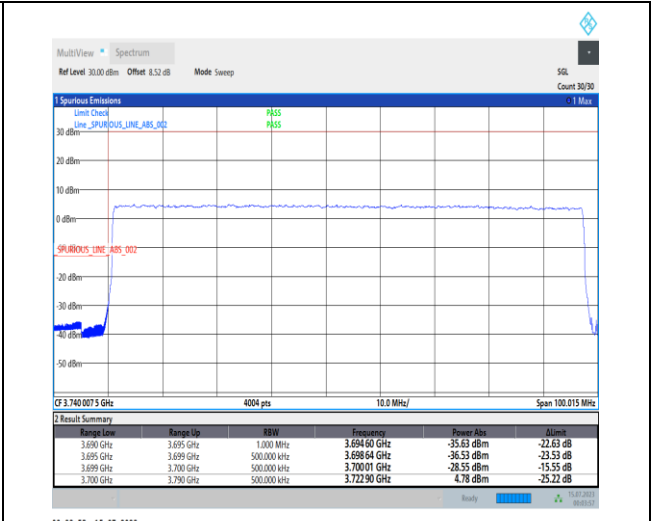 MultiView Spectrum
Ref Level 30.00 dBm Offset 8.52 dB Mode Sweep SGL
Count 30/30
1 Spurious Emissions 1 Max
Limit Check PASS
Line _SPURIOUS_LINE_ABS_002 PASS
30 dBm
20 dBm
10 dBm
0 dBm
_SPURIOUS_LINE_ABS_002
-20 dBm
-30 dBm
-40 dBm
-50 dBm
CF 3.740 007 5 GHz 4004 pts 10.0 MHz/ Span 100.015 MHz
2 Result Summary
Range Low Range Up RBW Frequency Power Abs ΔLimit
3.690 GHz 3.695 GHz 1.000 MHz 3.694 60 GHz -35.63 dBm -22.63 dB
3.695 GHz 3.699 GHz 500.000 kHz 3.698 64 GHz -36.53 dBm -23.53 dB
3.699 GHz 3.700 GHz 500.000 kHz 3.700 01 GHz -28.55 dBm -15.55 dB
3.700 GHz 3.790 GHz 500.000 kHz 3.722 90 GHz 4.78 dBm -25.22 dB
Ready 15.07.2023
00:03:57